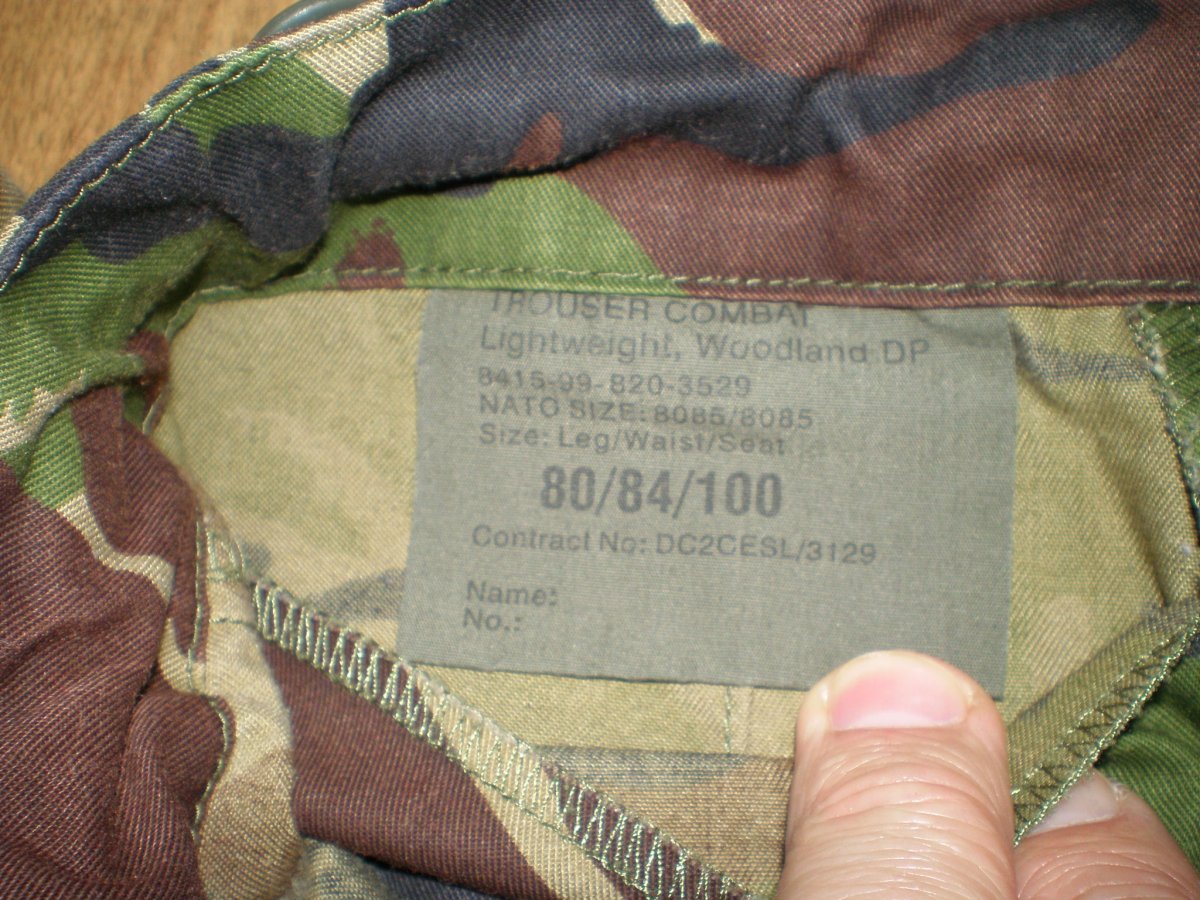 TROUSER COMBAT
Lightweight, Woodland DP
8415-99-820-3529
NATO SIZE: 8085/8085
Size: Leg/Waist/Seat
80/84/100
Contract No: DC2CESL/3129
Name:
No.: